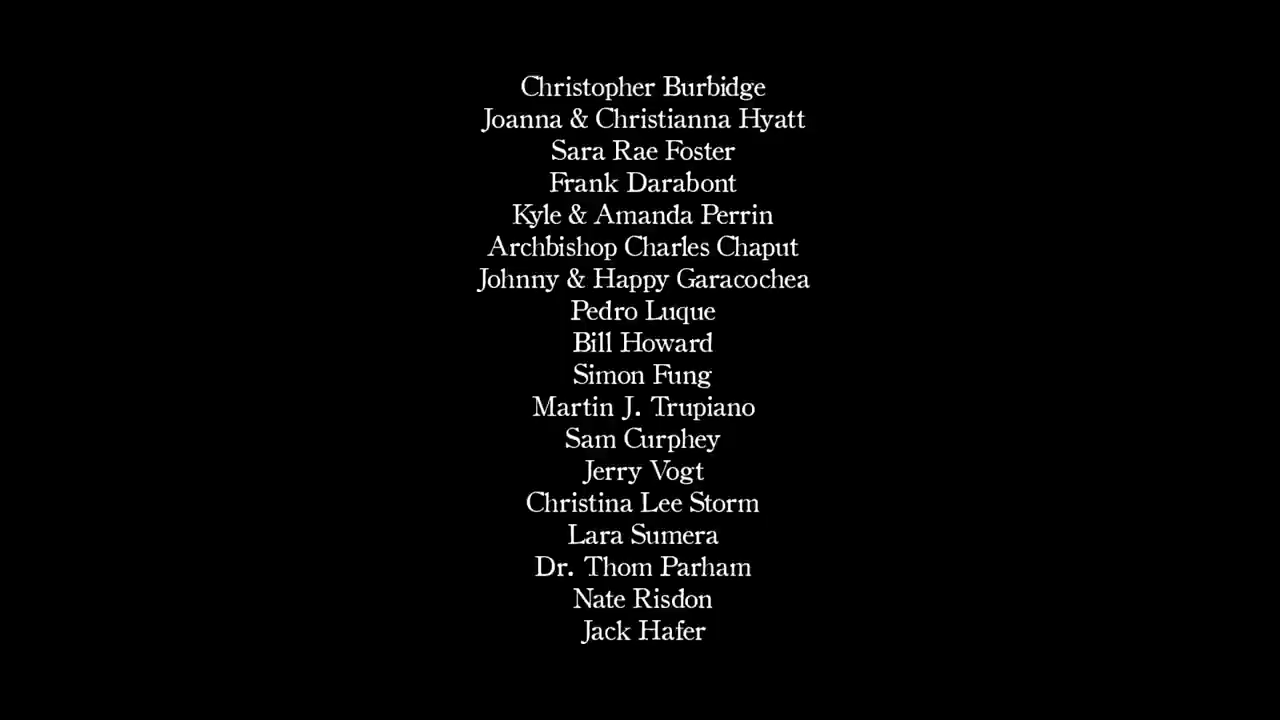 Christopher Burbidge
Joanna & Christianna Hyatt
Sara Rae Foster
Frank Darabont
Kyle & Amanda Perrin
Archbishop Charles Chaput
Johnny & Happy Garacochea
Pedro Luque
Bill Howard
Simon Fung
Martin J. Trupiano
Sam Curphey
Jerry Vogt
Christina Lee Storm
Lara Sumera
Dr. Thom Parham
Nate Risdon
Jack Hafer